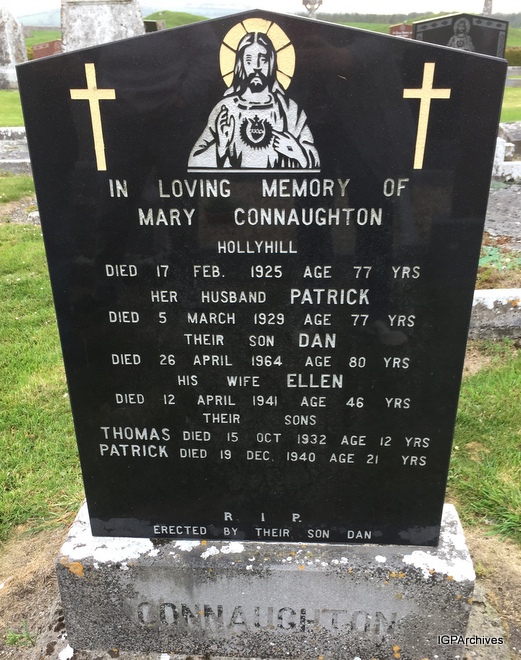 IN LOVING MEMORY OF
MARY CONNAUGHTON
HOLLYHILL
DIED 17 FEB. 1925 AGE 77 YRS
HER HUSBAND PATRICK
DIED 5 MARCH 1929 AGE 77 YRS
THEIR SON DAN
DIED 26 APRIL 1964 AGE 80 YRS
HIS WIFE ELLEN
DIED 12 APRIL 1941 AGE 46 YRS
THEIR SONS
THOMAS DIED 15 OCT 1932 AGE 12 YRS
PATRICK DIED 19 DEC. 1940 AGE 21 YRS
R. I. P.
ERECTED BY THEIR SON DAN
CONNAUGHTON
IGPArchives